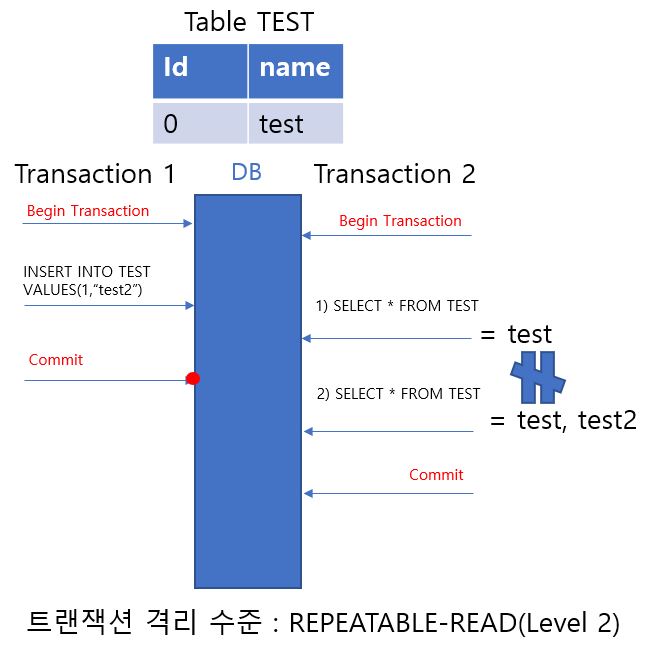 Table TEST
Id name
0 test
Transaction 1 DB Transaction 2
Begin Transaction
Begin Transaction
INSERT INTO TEST
VALUES(1,“test2”)
1) SELECT * FROM TEST
= test
Commit
2) SELECT * FROM TEST
= test, test2
Commit
트랜잭션 격리 수준 : REPEATABLE-READ(Level 2)